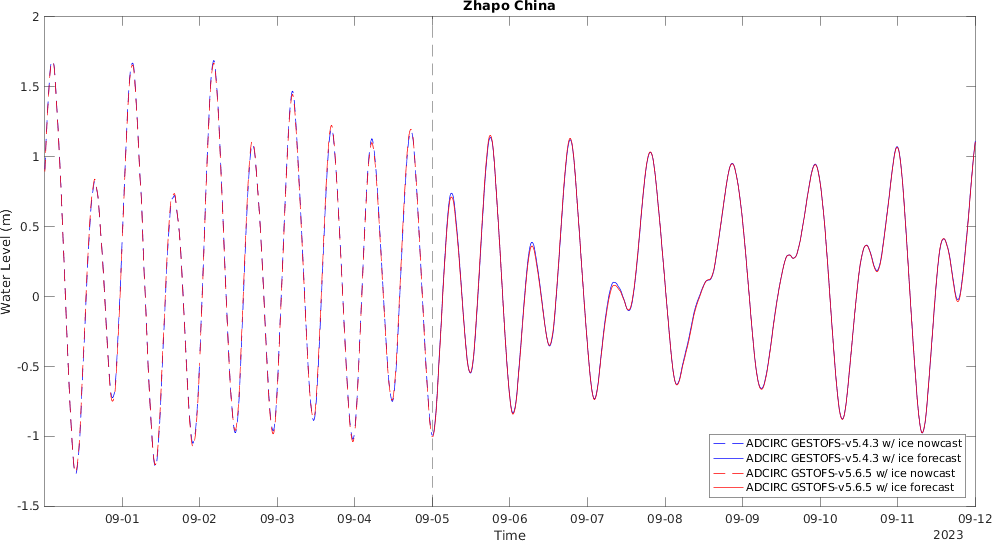 Zhapo China
2
1.5
1
0.5
0
-0.5
-1
-1.5
Water Level (m)
09-01 09-02 09-03 09-04 09-05 09-06 09-07 09-08 09-09 09-10 09-11 09-12
Time
2023
ADCIRC GESTOFS-v5.4.3 w/ ice nowcast
ADCIRC GESTOFS-v5.4.3 w/ ice forecast
ADCIRC GSTOFS-v5.6.5 w/ ice nowcast
ADCIRC GSTOFS-v5.6.5 w/ ice forecast